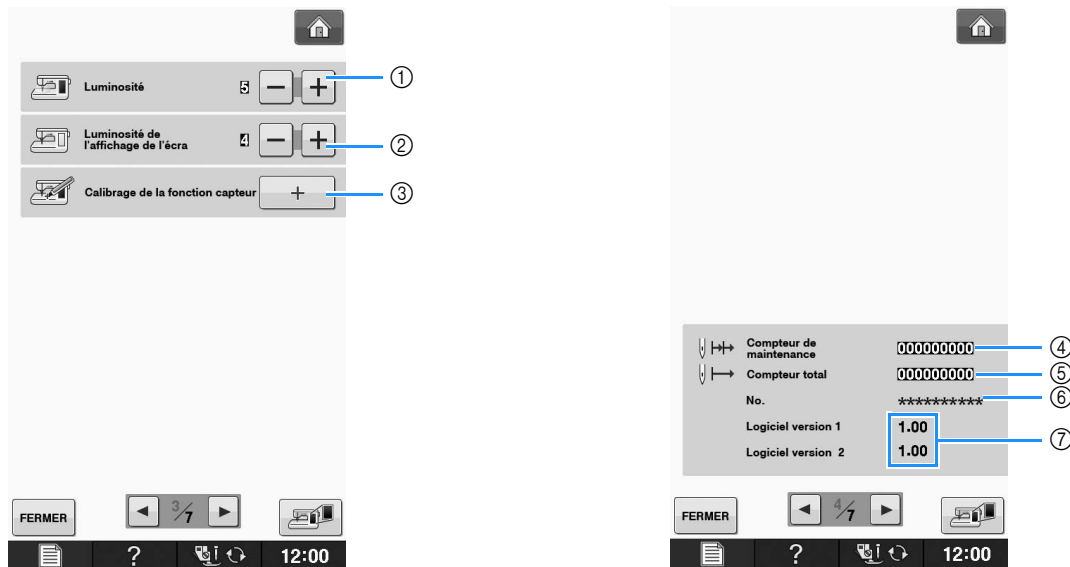 Luminosité 5 − + ①
Luminosité de
l'affichage de l'écra 4 − + ②
Calibrage de la fonction capteur + ③
FERMER 3/7
? 12:00
Compteur de
maintenance 000000000 ④
Compteur total 000000000 ⑤
No. ********** ⑥
Logiciel version 1 1.00 ⑦
Logiciel version 2 1.00
FERMER 4/7
? 12:00